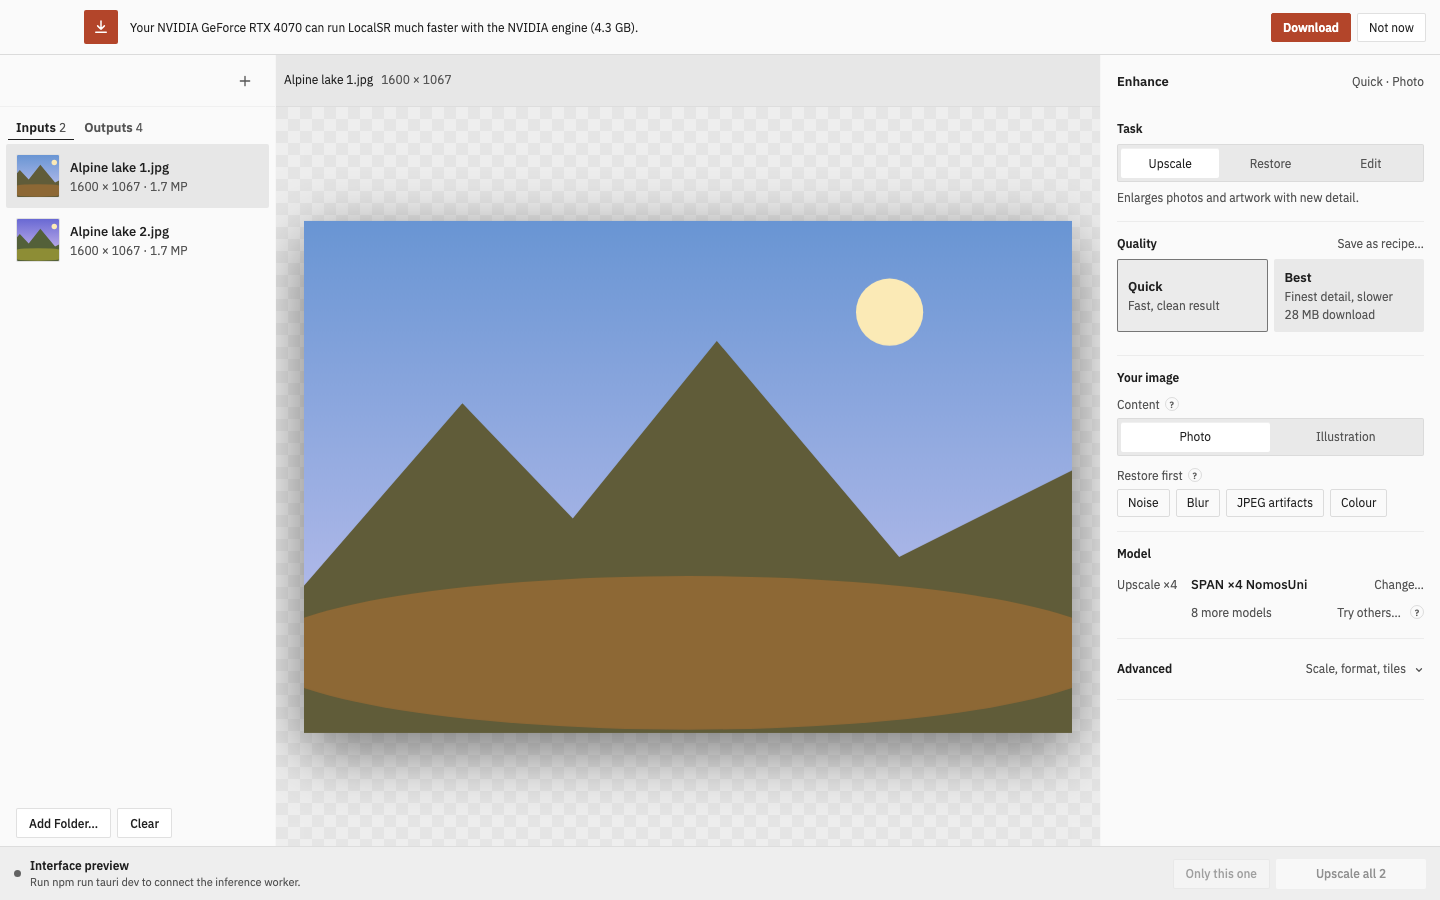 Your NVIDIA GeForce RTX 4070 can run LocalSR much faster with the NVIDIA engine (4.3 GB).
Download
Not now
Inputs 2
Outputs 4
Alpine lake 1.jpg
1600 × 1067 · 1.7 MP
Alpine lake 2.jpg
1600 × 1067 · 1.7 MP
Add Folder...
Clear
Alpine lake 1.jpg 1600 × 1067
Enhance
Quick · Photo
Task
Upscale
Restore
Edit
Enlarges photos and artwork with new detail.
Quality
Save as recipe...
Quick
Fast, clean result
Best
Finest detail, slower
28 MB download
Your image
Content ?
Photo
Illustration
Restore first ?
Noise
Blur
JPEG artifacts
Colour
Model
Upscale ×4 SPAN ×4 NomosUni Change...
8 more models Try others... ?
Advanced
Scale, format, tiles
Interface preview
Run npm run tauri dev to connect the inference worker.
Only this one
Upscale all 2